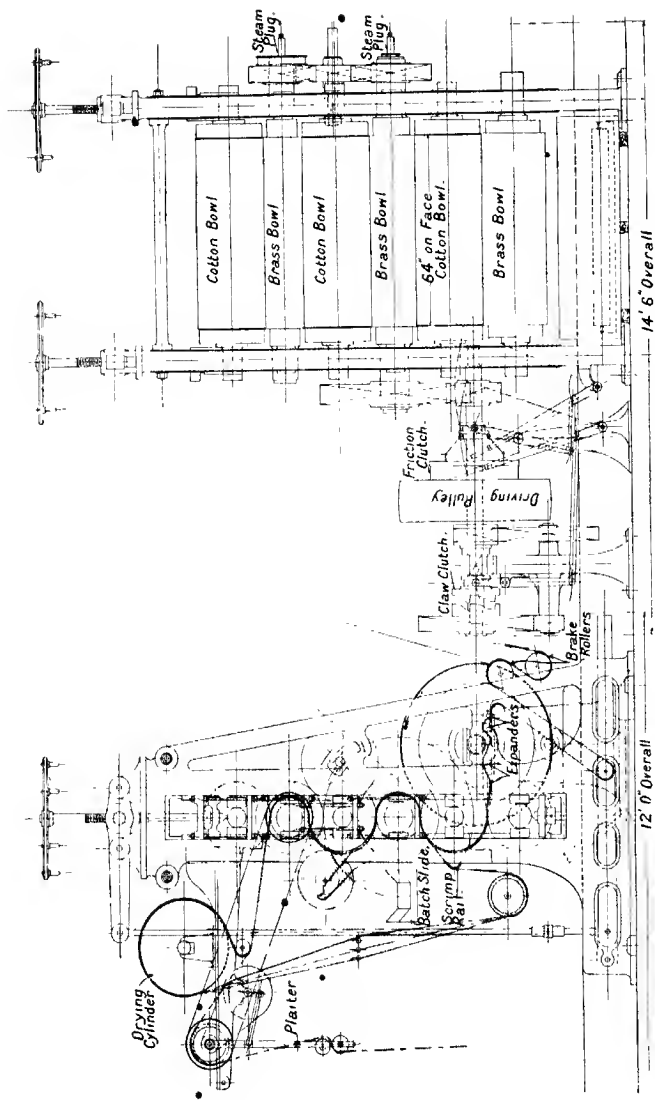 Steam
Plug.
Steam
Plug.
Cotton Bowl
Brass Bowl
Cotton Bowl
Brass Bowl
64" on Face
Cotton Bowl.
Brass Bowl
14' 6" Overall
Friction
Clutch.
Driving Pulley
Claw Clutch.
Brake
Rollers
Expanders
Batch Slide.
Scrimp
Rail
Drying
Cylinder
Plaiter
12' 0" Overall